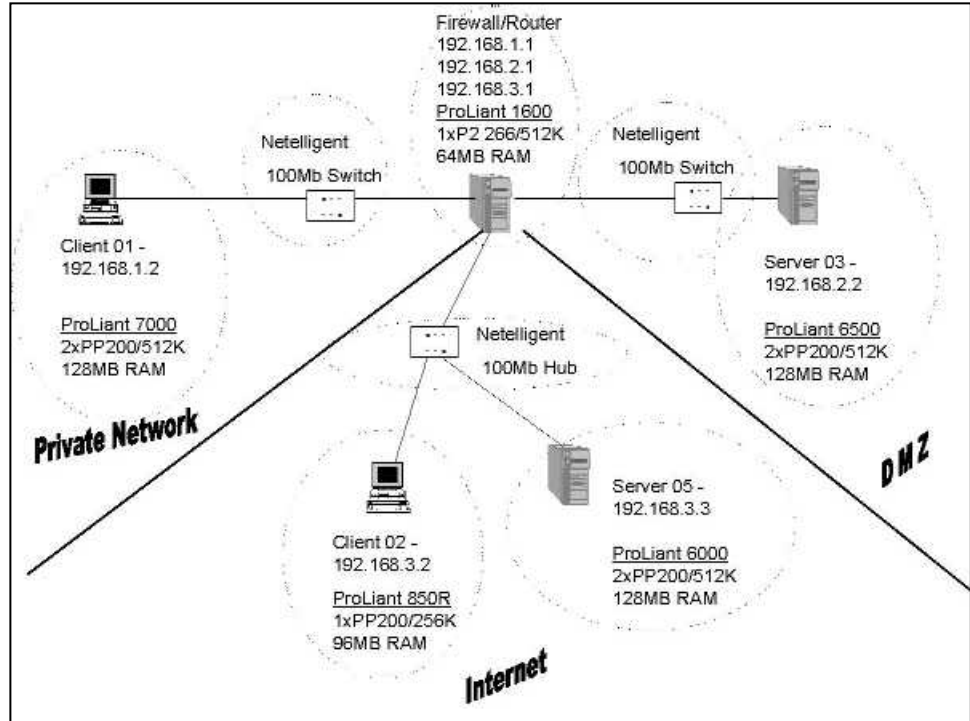 Firewall/Router
192.168.1.1
192.168.2.1
192.168.3.1
ProLiant 1600
1xP2 266/512K
64MB RAM
Netelligent
100Mb Switch
Netelligent
100Mb Switch
Client 01 -
192.168.1.2
ProLiant 7000
2xPP200/512K
128MB RAM
Server 03 -
192.168.2.2
ProLiant 6500
2xPP200/512K
128MB RAM
Netelligent
100Mb Hub
Private Network
DMZ
Client 02 -
192.168.3.2
ProLiant 850R
1xPP200/256K
96MB RAM
Server 05 -
192.168.3.3
ProLiant 6000
2xPP200/512K
128MB RAM
Internet